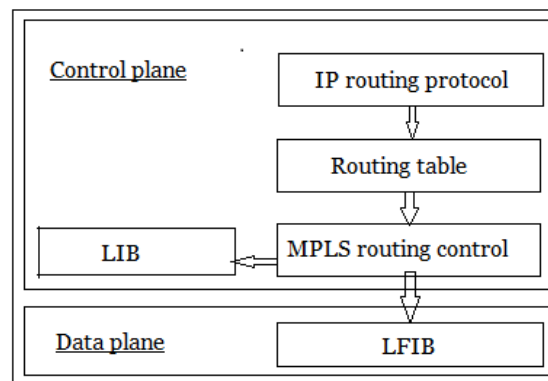 Control plane
IP routing protocol
Routing table
LIB
MPLS routing control
Data plane
LFIB